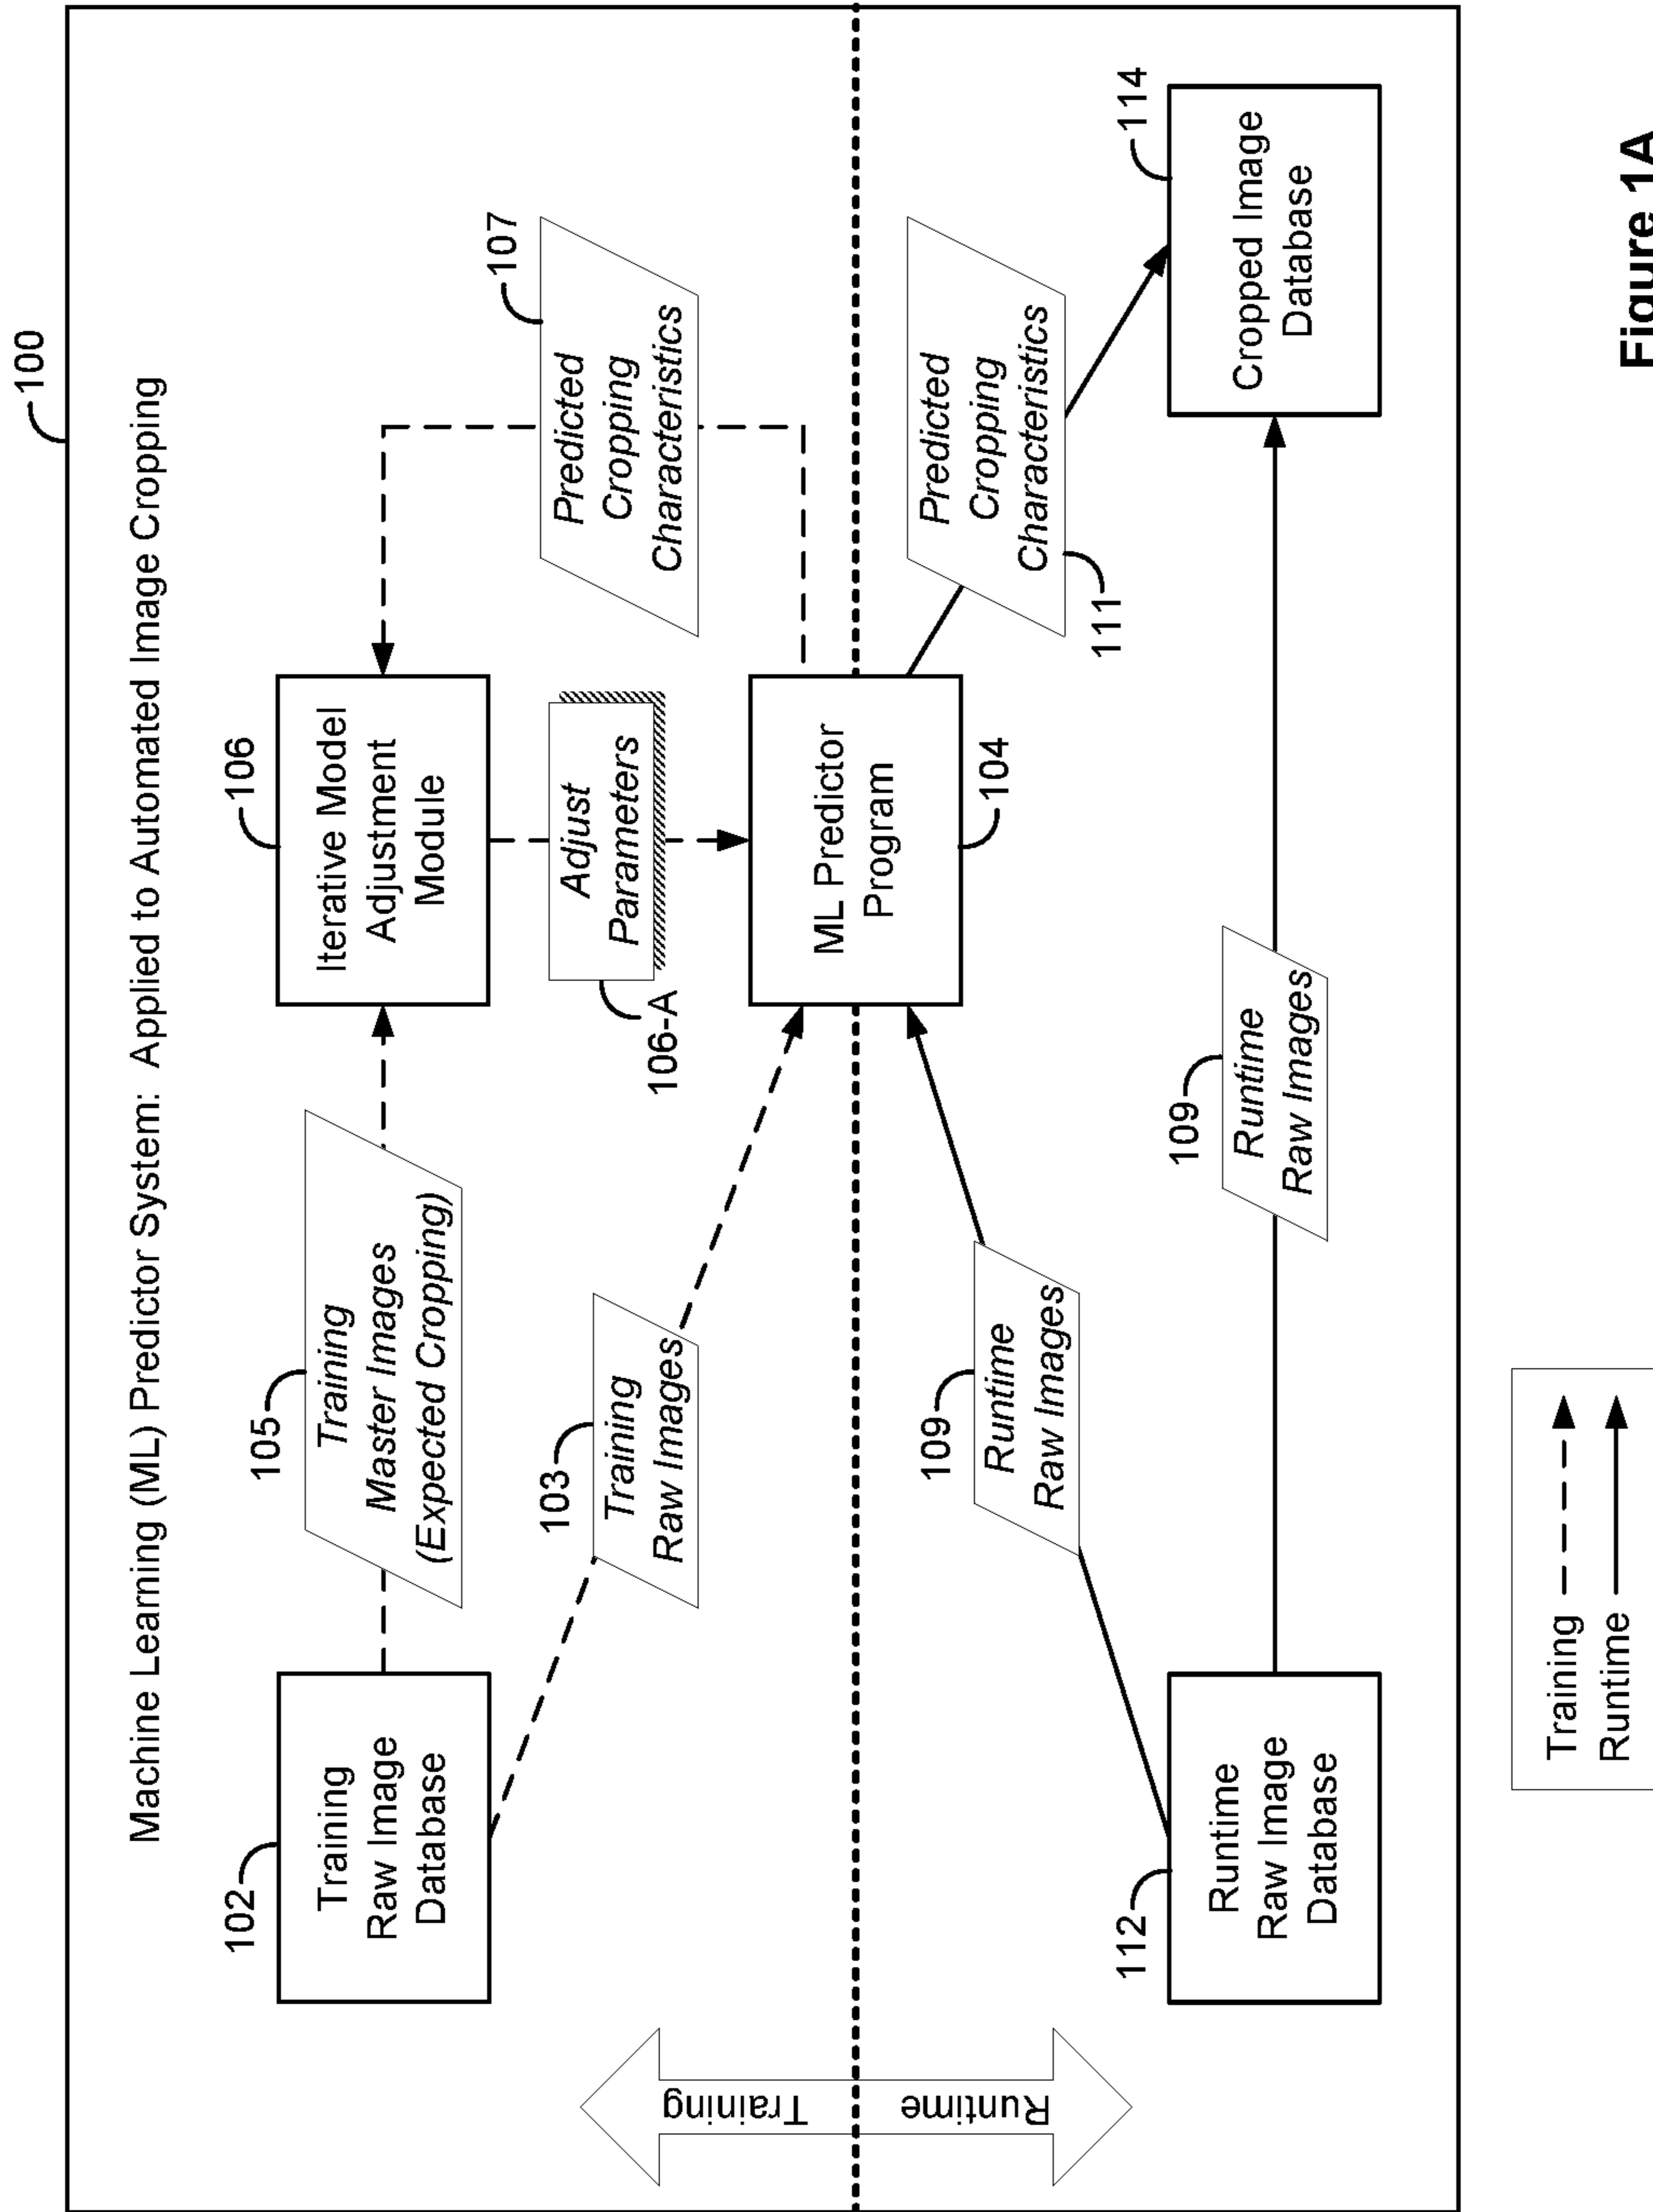 100
Machine Learning (ML) Predictor System: Applied to Automated Image Cropping
102
Training
Raw Image
Database
105
Training
Master Images
(Expected Cropping)
106
Iterative Model
Adjustment
Module
103
Training
Raw Images
106-A
Adjust
Parameters
107
Predicted
Cropping
Characteristics
Training
Runtime
ML Predictor
Program
104
109
Runtime
Raw Images
Predicted
Cropping
Characteristics
111
112
Runtime
Raw Image
Database
109
Runtime
Raw Images
114
Cropped Image
Database
Training
Runtime
Figure 1A